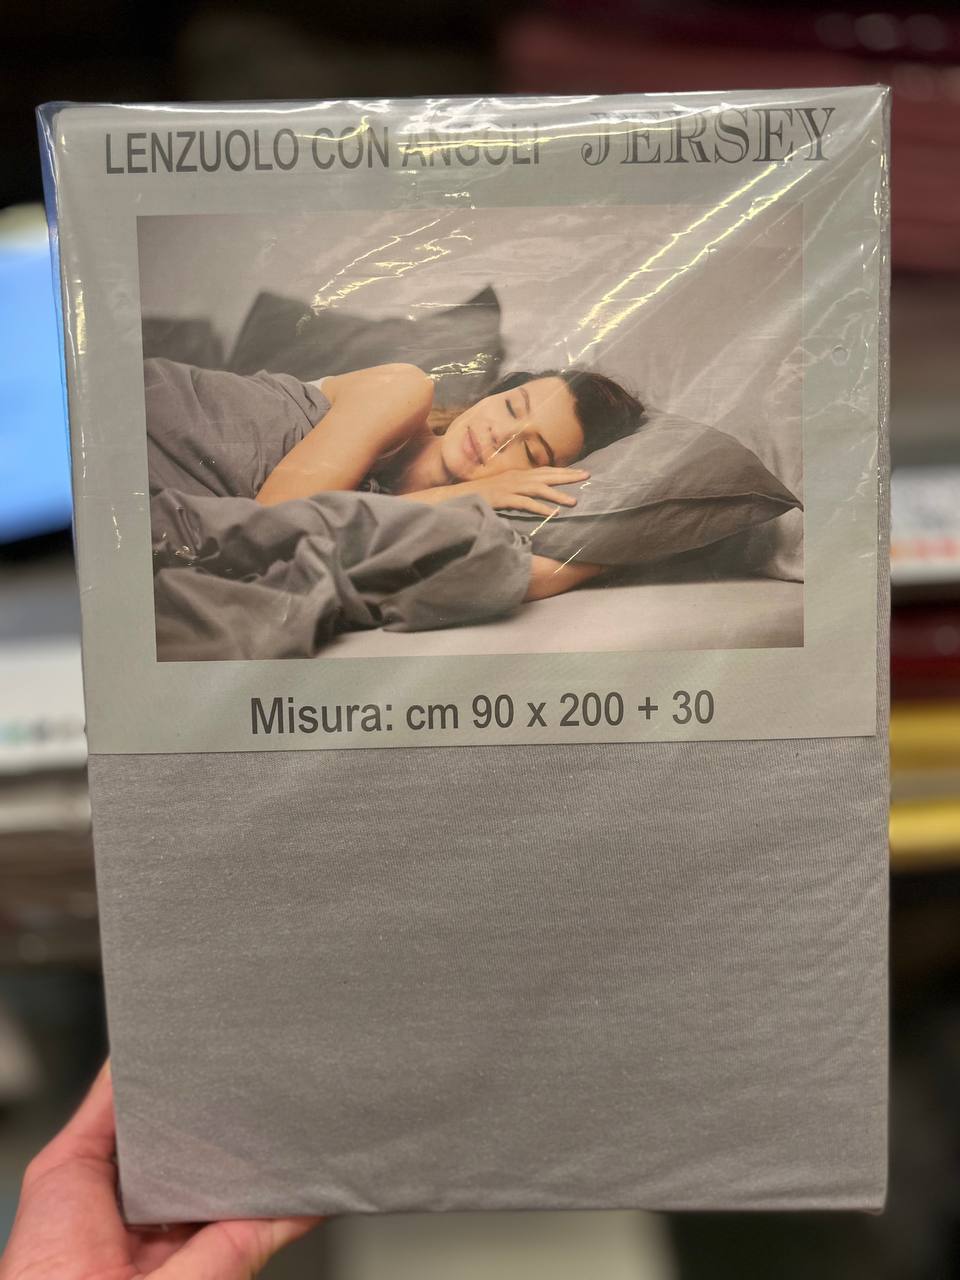 LENZUOLO CON ANGOLI JERSEY
Misura: cm 90 x 200 + 30